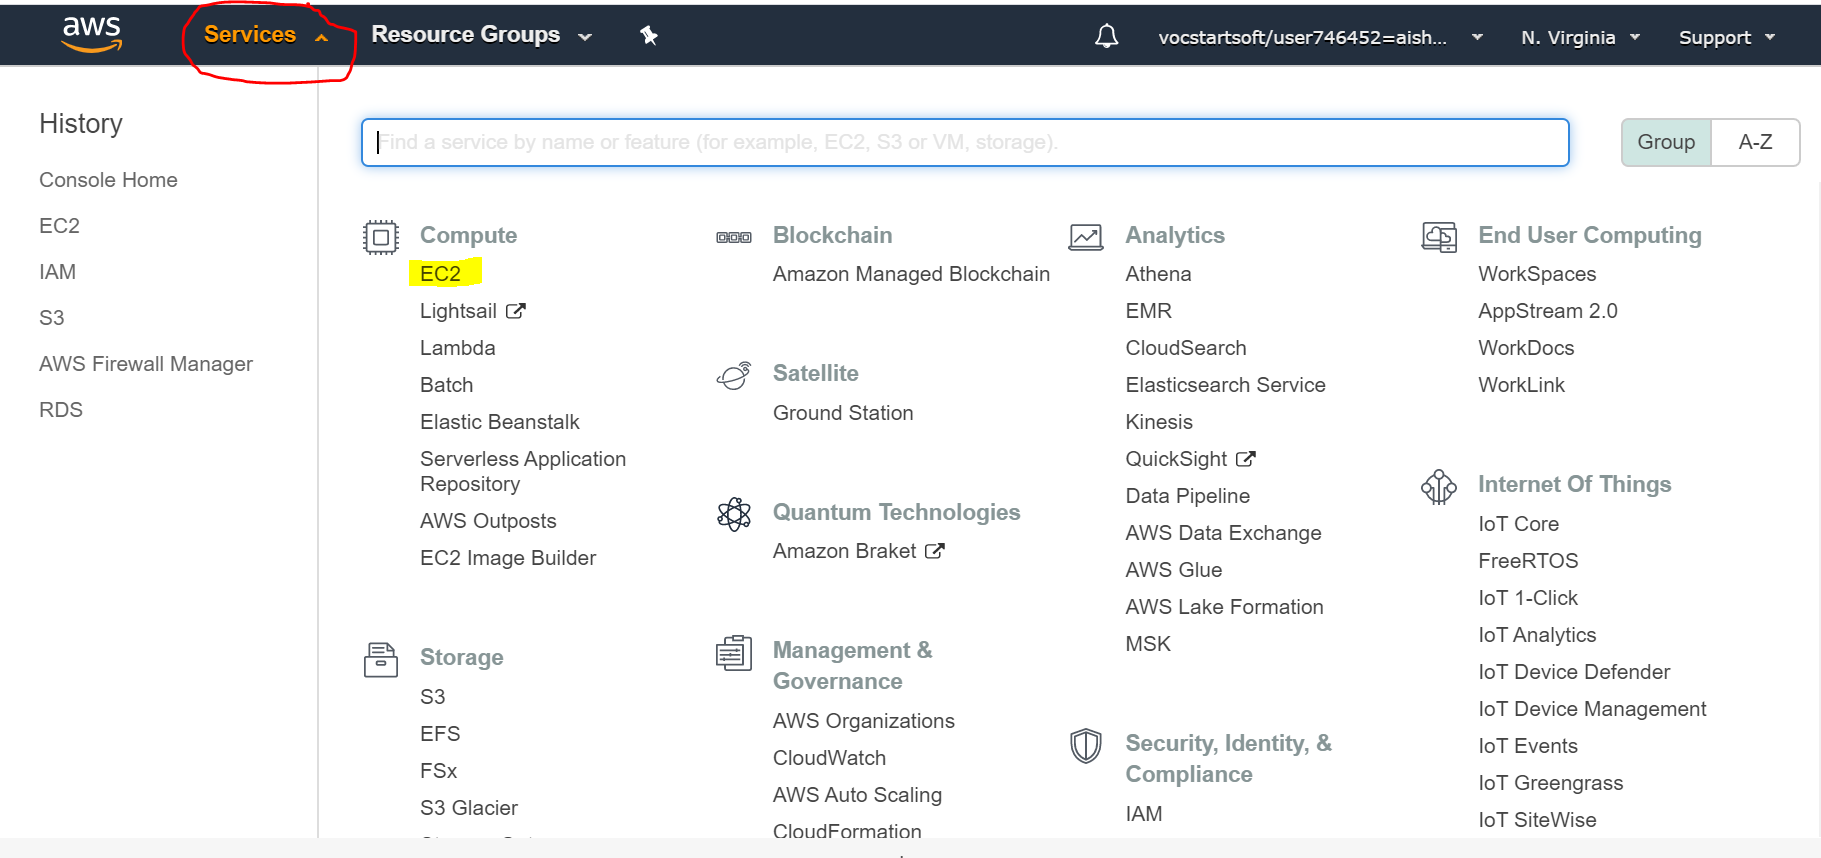 aws Services Resource Groups vocstartsoft/user746452=aish... N. Virginia Support
History
Console Home
EC2
IAM
S3
AWS Firewall Manager
RDS
Find a service by name or feature (for example, EC2, S3 or VM, storage).
Group A-Z
Compute
EC2
Lightsail
Lambda
Batch
Elastic Beanstalk
Serverless Application
Repository
AWS Outposts
EC2 Image Builder
Storage
S3
EFS
FSx
S3 Glacier
Blockchain
Amazon Managed Blockchain
Satellite
Ground Station
Quantum Technologies
Amazon Braket
Management &
Governance
AWS Organizations
CloudWatch
AWS Auto Scaling
CloudFormation
Analytics
Athena
EMR
CloudSearch
Elasticsearch Service
Kinesis
QuickSight
Data Pipeline
AWS Data Exchange
AWS Glue
AWS Lake Formation
MSK
Security, Identity, &
Compliance
IAM
End User Computing
WorkSpaces
AppStream 2.0
WorkDocs
WorkLink
Internet Of Things
IoT Core
FreeRTOS
IoT 1-Click
IoT Analytics
IoT Device Defender
IoT Device Management
IoT Events
IoT Greengrass
IoT SiteWise